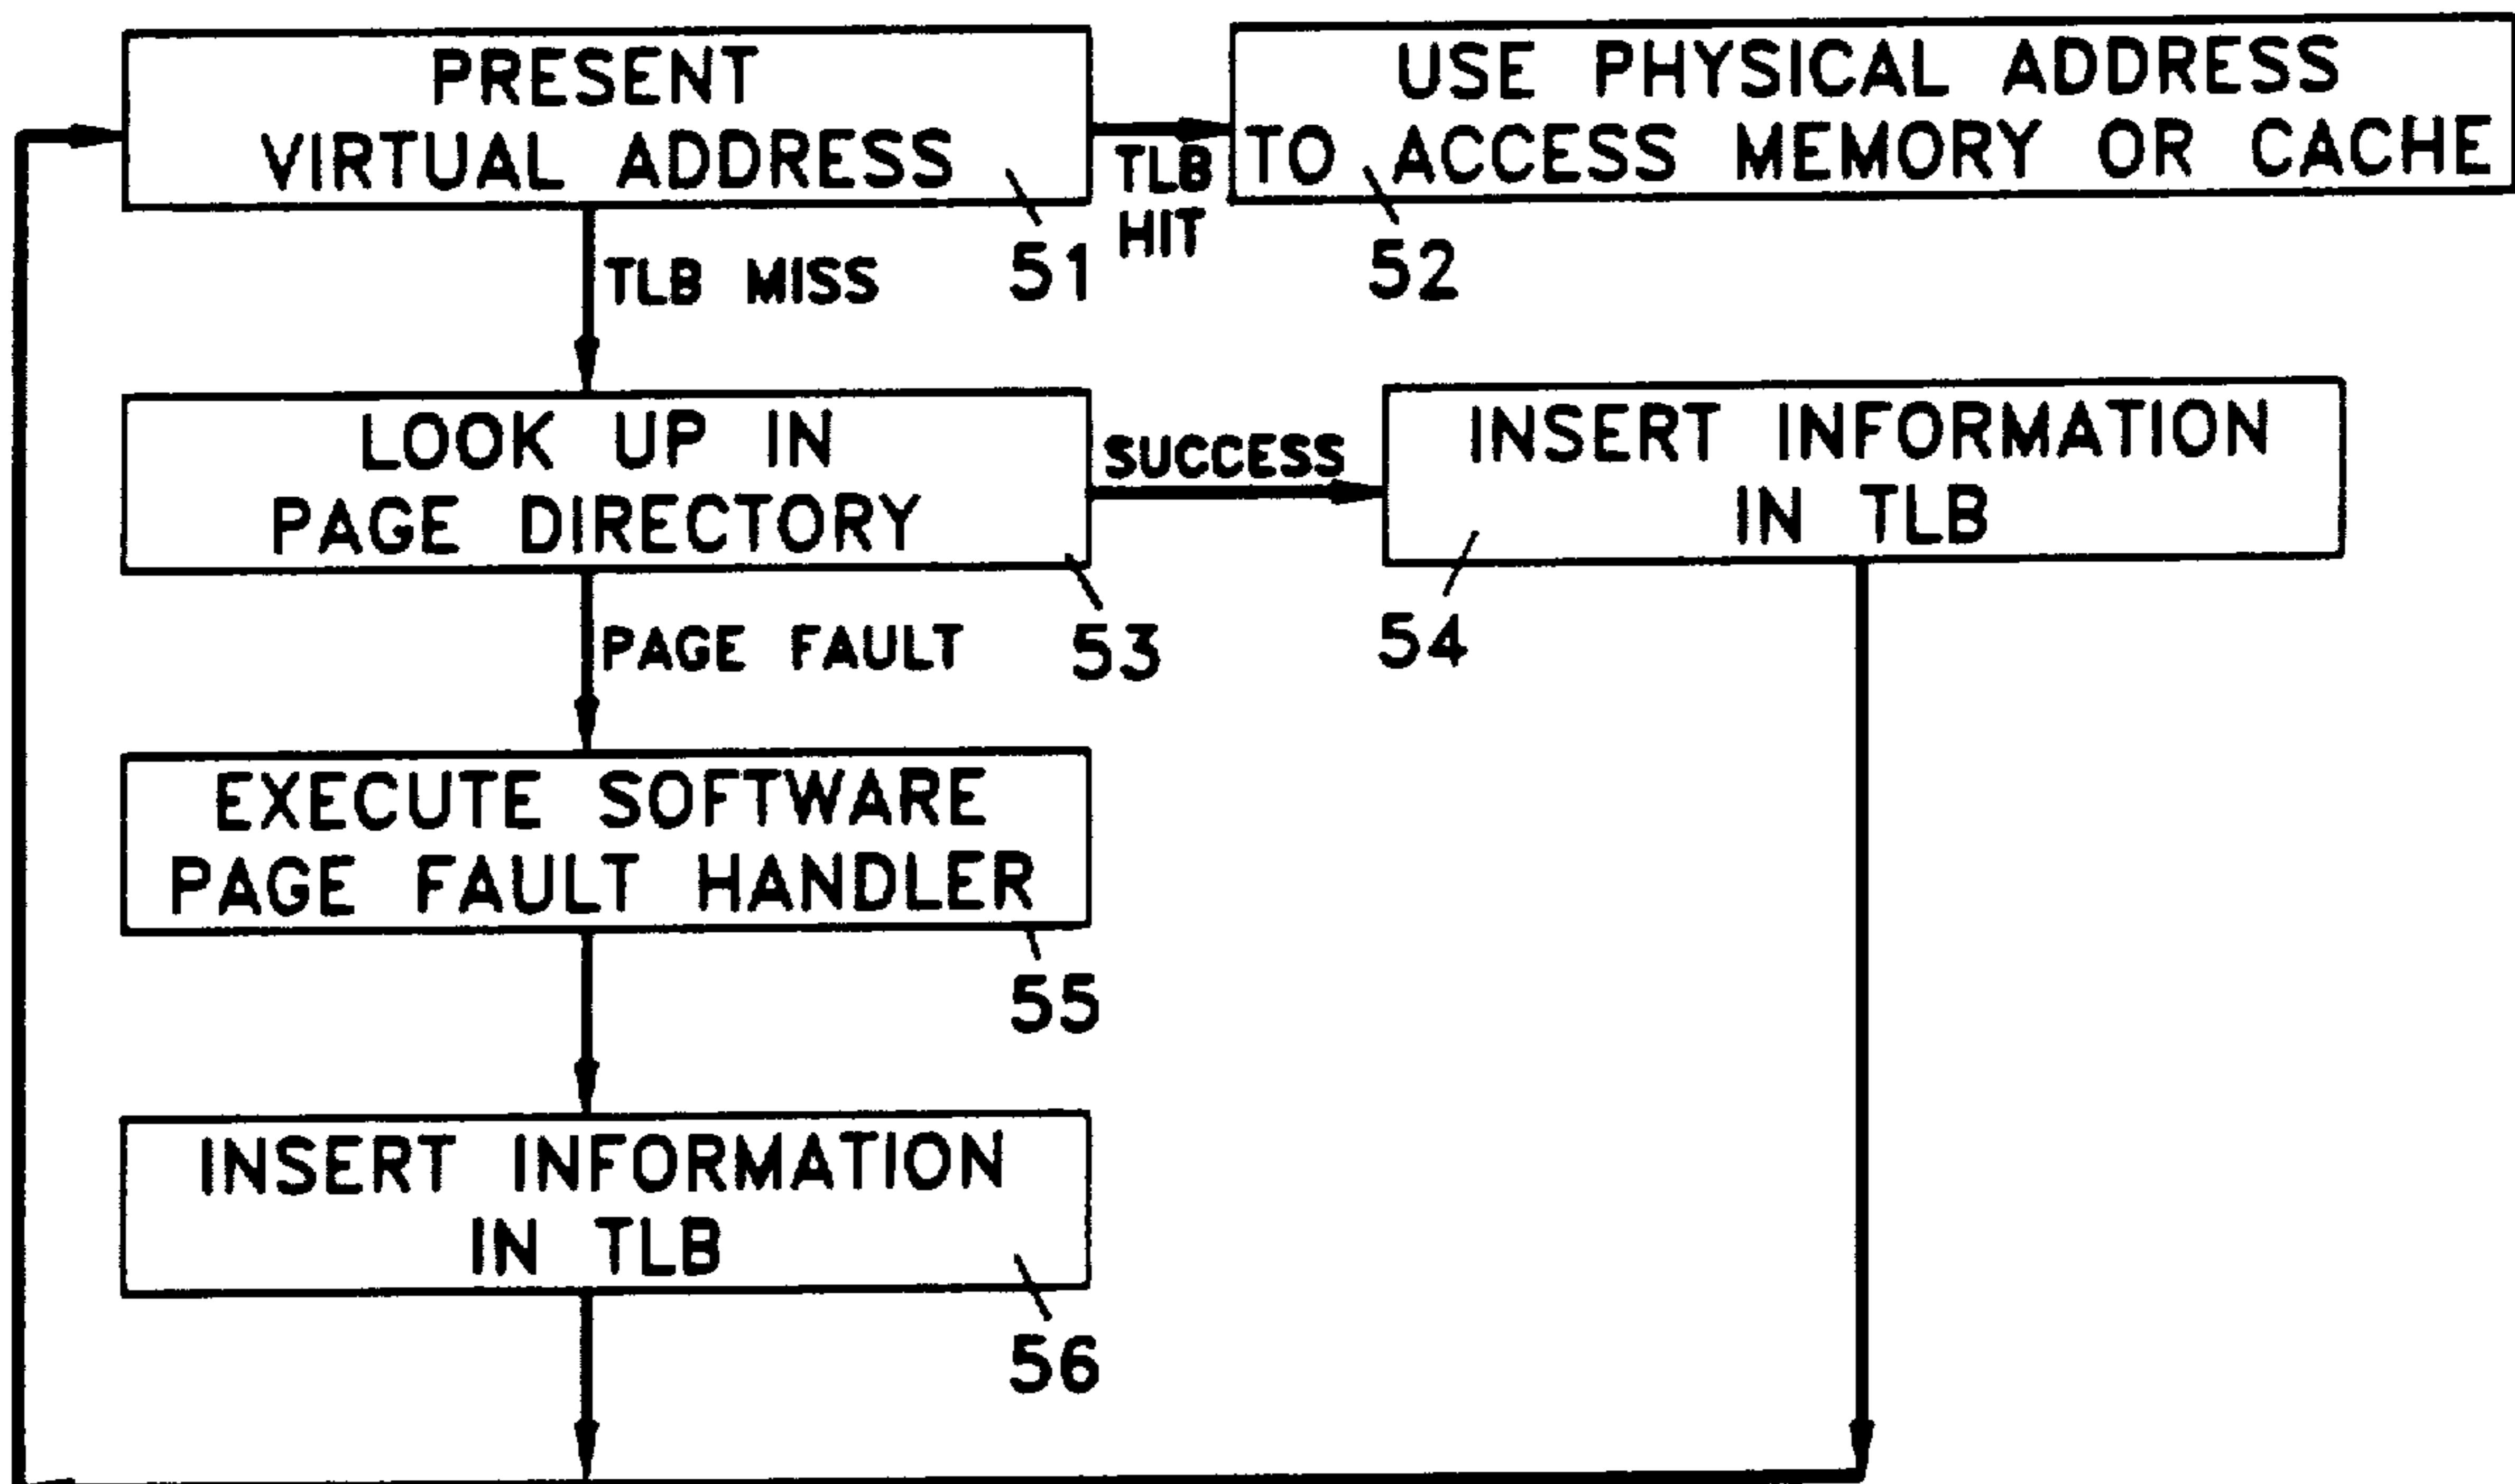 PRESENT
VIRTUAL ADDRESS
51
TLB
HIT
USE PHYSICAL ADDRESS
TO ACCESS MEMORY OR CACHE
52
TLB MISS
LOOK UP IN
PAGE DIRECTORY
53
SUCCESS
INSERT INFORMATION
IN TLB
54
PAGE FAULT
EXECUTE SOFTWARE
PAGE FAULT HANDLER
55
INSERT INFORMATION
IN TLB
56